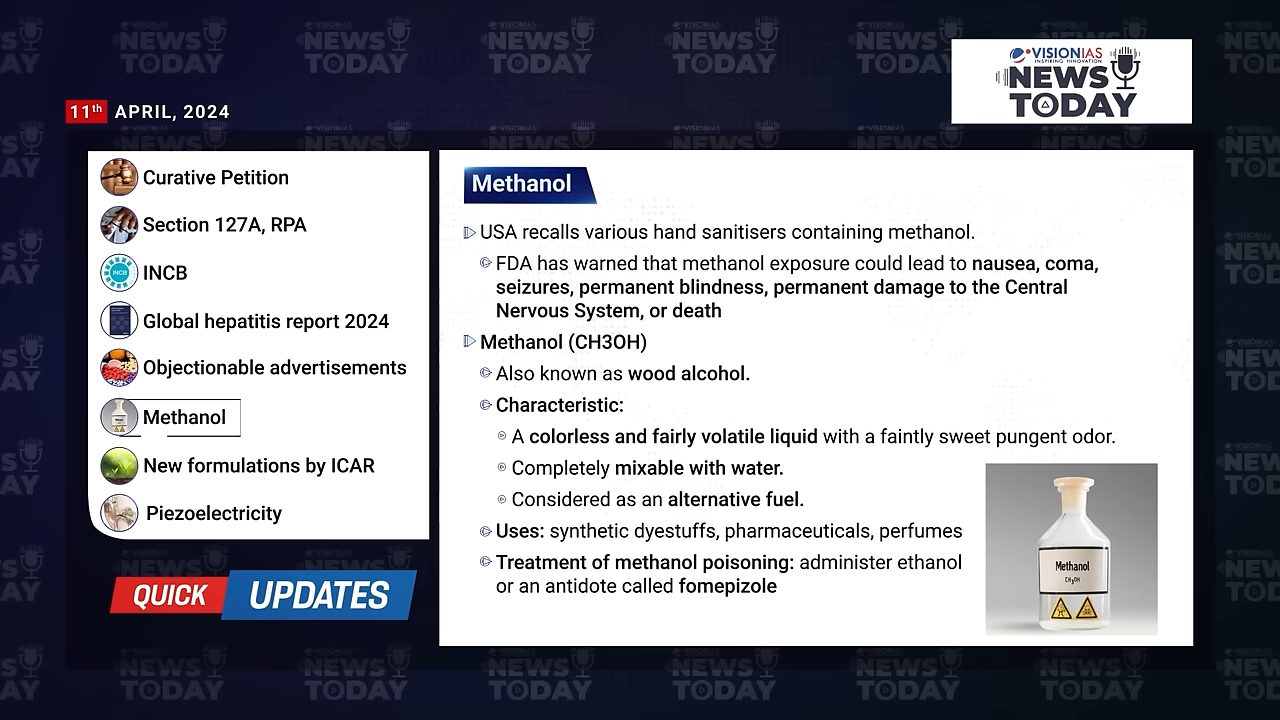 VISIONIAS
INSPIRING INNOVATION
NEWS
TODAY
11th APRIL, 2024
Curative Petition
Section 127A, RPA
INCB
INCB
Global hepatitis report 2024
Objectionable advertisements
Methanol
New formulations by ICAR
Piezoelectricity
QUICK UPDATES
Methanol
USA recalls various hand sanitisers containing methanol.
FDA has warned that methanol exposure could lead to nausea, coma,
seizures, permanent blindness, permanent damage to the Central
Nervous System, or death
Methanol (CH3OH)
Also known as wood alcohol.
Characteristic:
A colorless and fairly volatile liquid with a faintly sweet pungent odor.
Completely mixable with water.
Considered as an alternative fuel.
Uses: synthetic dyestuffs, pharmaceuticals, perfumes
Treatment of methanol poisoning: administer ethanol
or an antidote called fomepizole
Methanol
CH3OH